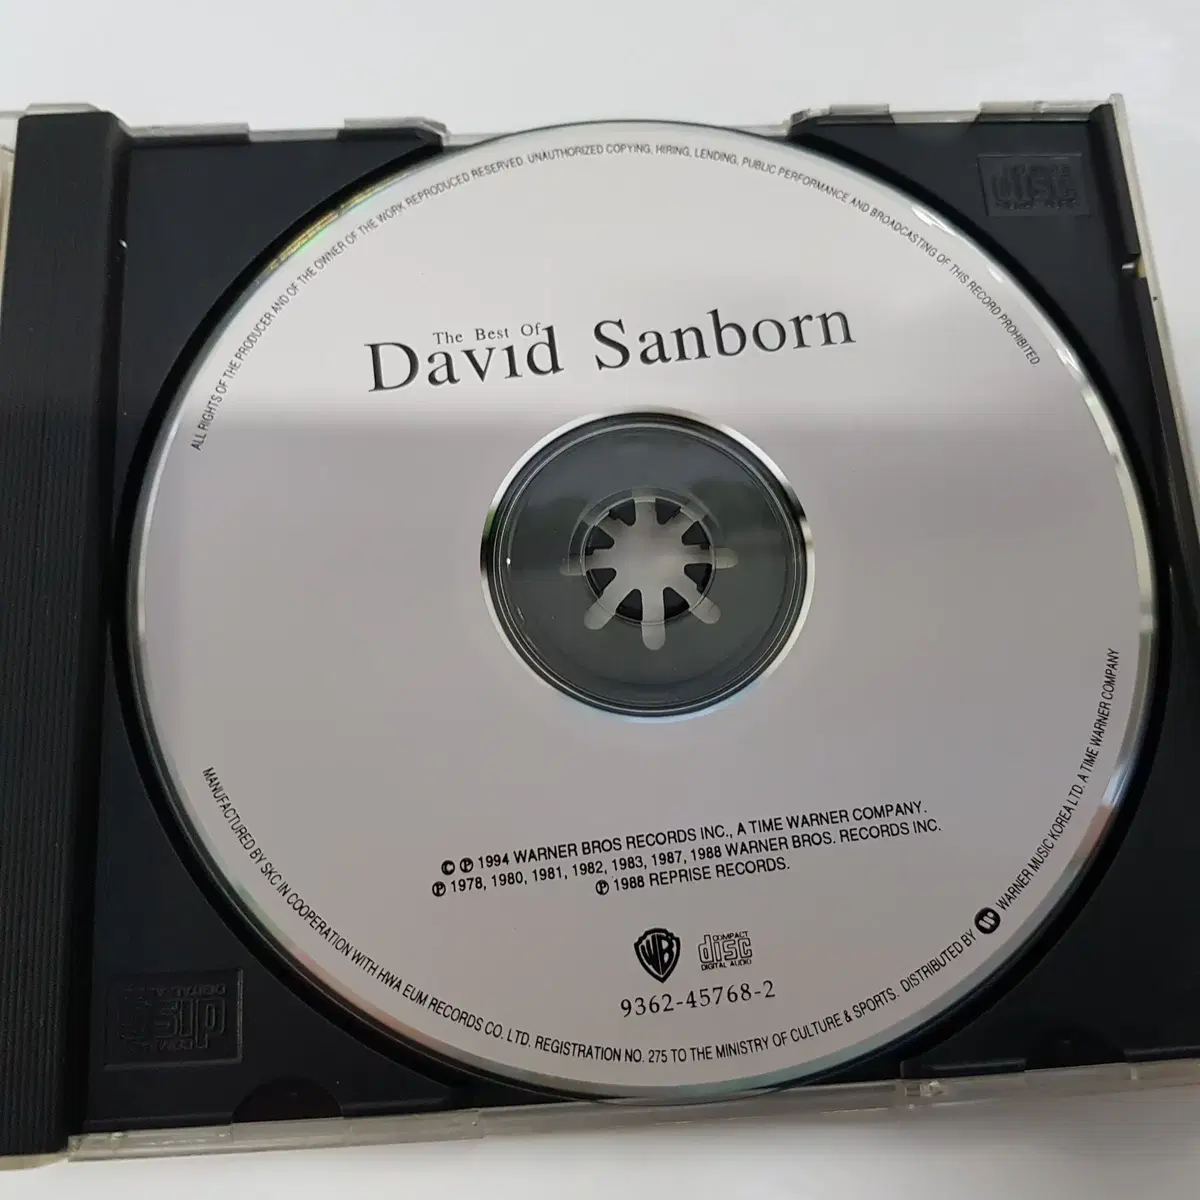 ALL RIGHTS OF THE PRODUCER AND OF THE OWNER OF THE WORK REPRODUCED RESERVED. UNAUTHORIZED COPYING, HIRING, LENDING, PUBLIC PERFORMANCE AND BROADCASTING OF THIS RECORD PROHIBITED.
disc
The Best Of
David Sanborn
© ℗ 1994 WARNER BROS RECORDS INC., A TIME WARNER COMPANY.
℗ 1978, 1980, 1981, 1982, 1983, 1987, 1988 WARNER BROS. RECORDS INC.
℗ 1988 REPRISE RECORDS.
WB
COMPACT
disc
DIGITAL AUDIO
9362-45768-2
MANUFACTURED BY SKC IN COOPERATION WITH HWA EUM RECORDS CO. LTD. REGISTRATION NO. 275 TO THE MINISTRY OF CULTURE & SPORTS. DISTRIBUTED BY WARNER MUSIC KOREA LTD. A TIME WARNER COMPANY